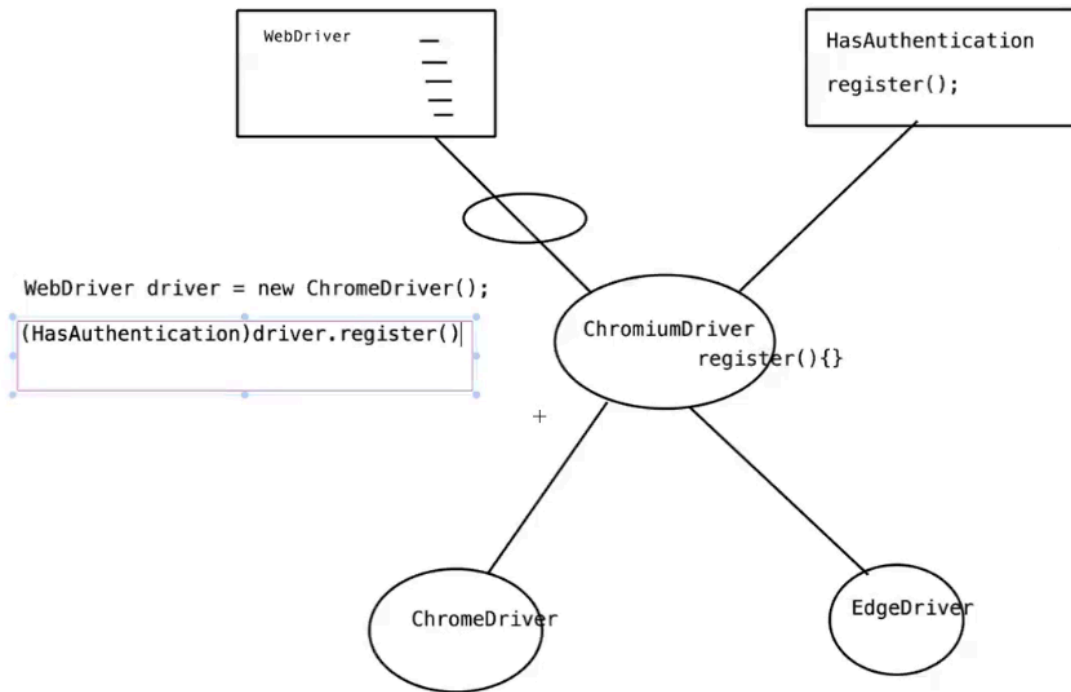 WebDriver
HasAuthentication
register();
WebDriver driver = new ChromeDriver();
(HasAuthentication)driver.register()
ChromiumDriver
register(){}
ChromeDriver
EdgeDriver